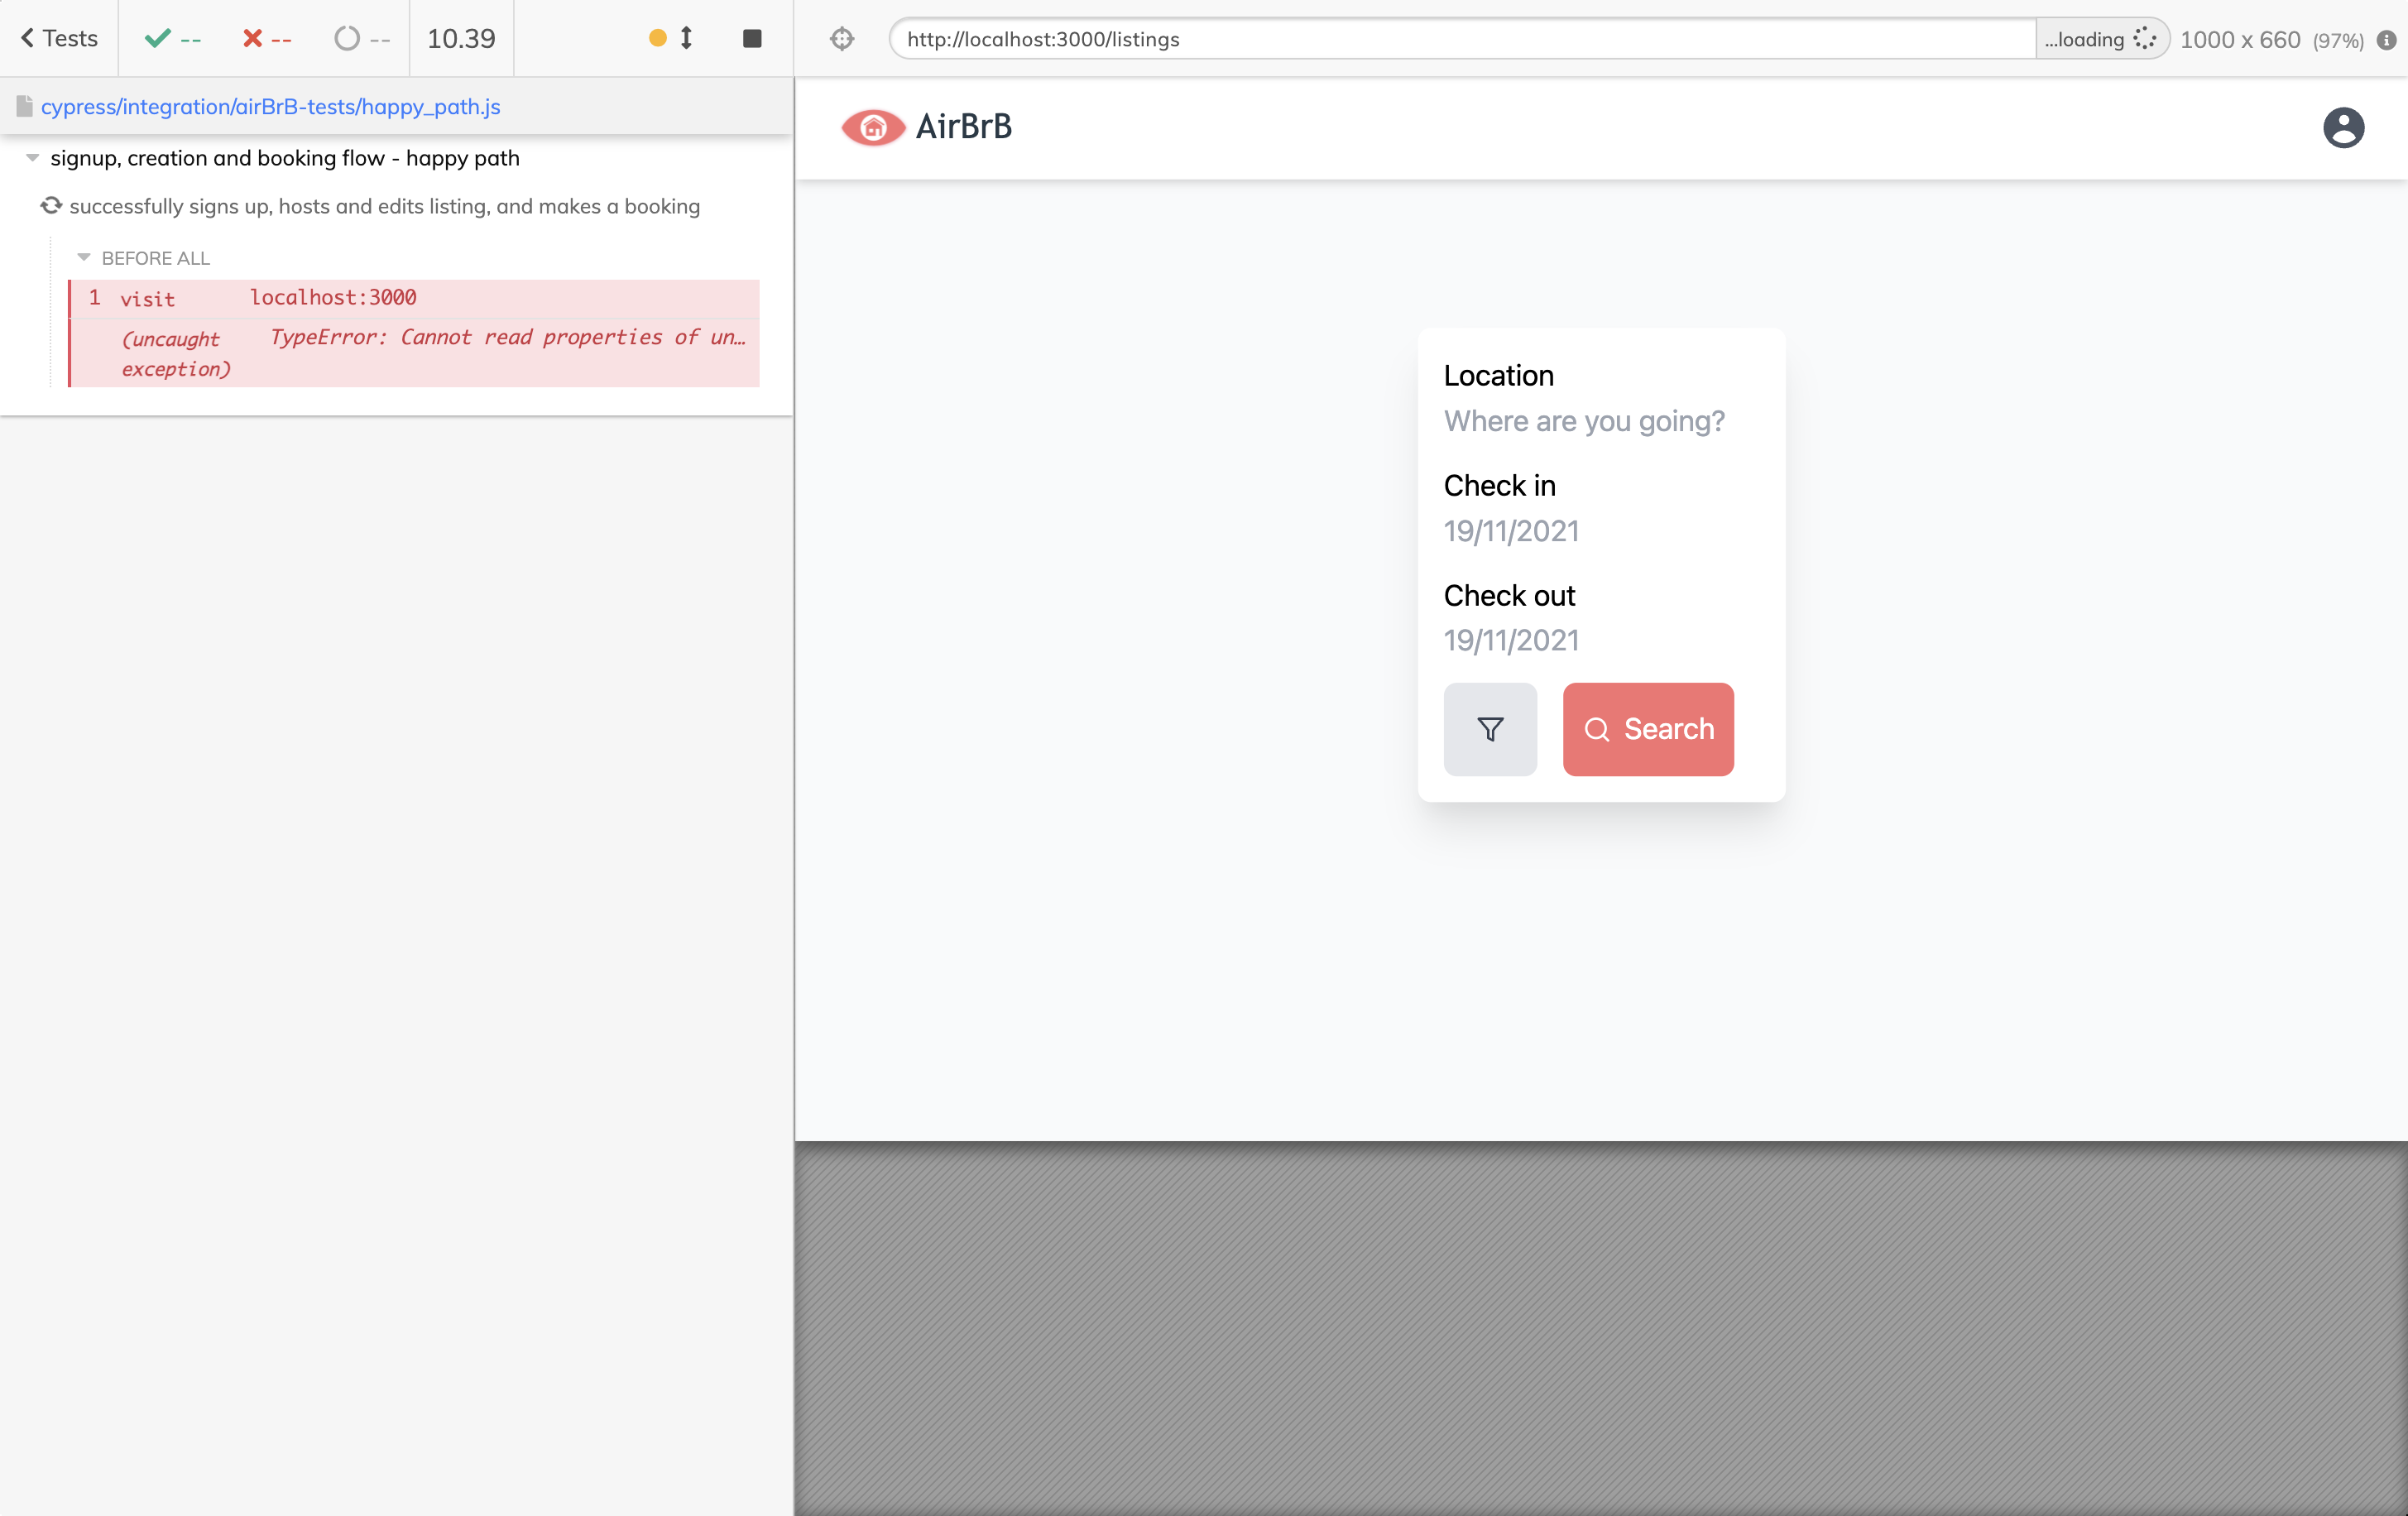 Tests -- -- -- 10.39
http://localhost:3000/listings ...loading 1000 x 660 (97%)
cypress/integration/airBrB-tests/happy_path.js
signup, creation and booking flow - happy path
successfully signs up, hosts and edits listing, and makes a booking
BEFORE ALL
1 visit localhost:3000
(uncaught exception) TypeError: Cannot read properties of un…
AirBrB
Location
Where are you going?
Check in
19/11/2021
Check out
19/11/2021
Search